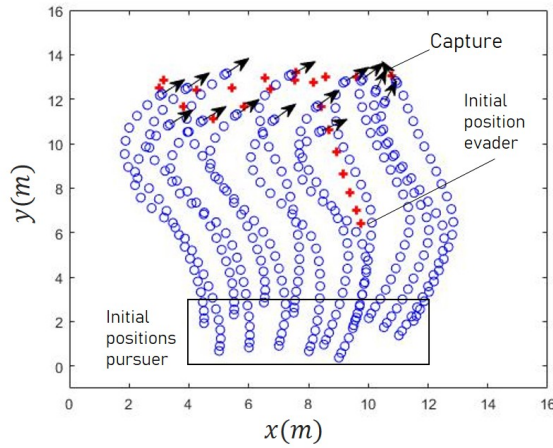 16
14
12
10
8
6
4
2
0
y(m)
Capture
Initial
position
evader
Initial
positions
pursuer
0 2 4 6 8 10 12 14 16
x(m)